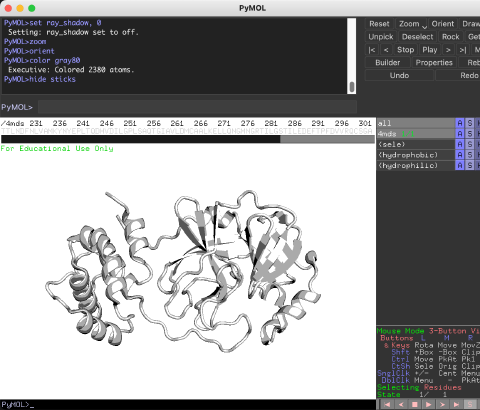 PyMOL
PyMOL>set ray_shadow, 0
Setting: ray_shadow set to off.
PyMOL>zoom
PyMOL>orient
PyMOL>color gray80
Executive: Colored 2380 atoms.
PyMOL>hide sticks
PyMOL>
Reset Zoom Orient Draw
Unpick Deselect Rock Get
|< < Stop Play > >| M
Builder Properties Reb
Undo Redo
/4mds 231 236 241 246 251 256 261 266 271 276 281 286 291 296 301
For Educational Use Only
all A S
4mds A S
(sele) A S
(hydrophobic) A S
(hydrophilic) A S
Mouse Mode 3-Button Vi
Buttons L M R
& Keys Rota Move MovZ
Shft +Box -Box Clip
Ctrl Move PkAt Pk1
CtSh Sele Orig Clip
SnglClk +/- Cent Menu
DblClk Menu - PkAt
Selecting Residues
State 1/ 1
PyMOL>_